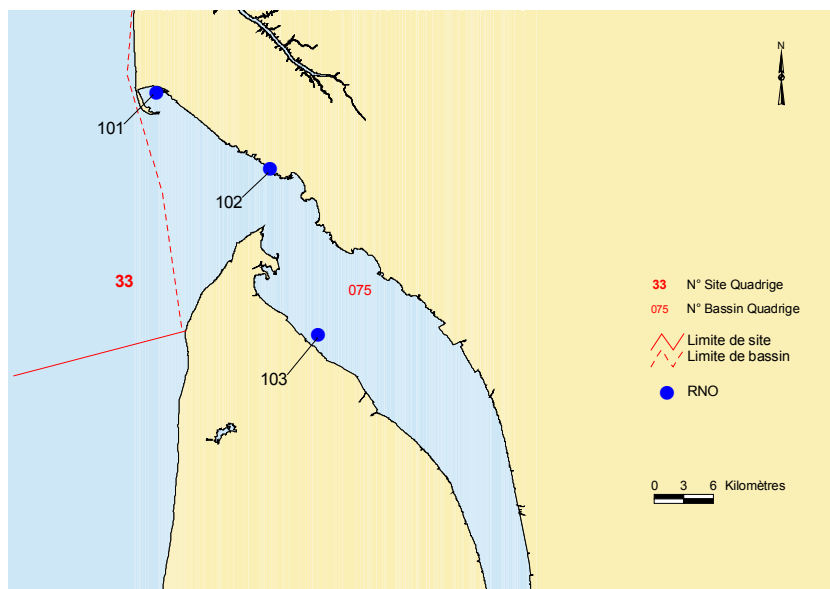 N
101
102
33
075
103
33 N° Site Quadrige
075 N° Bassin Quadrige
Limite de site
Limite de bassin
RNO
0 3 6 Kilomètres